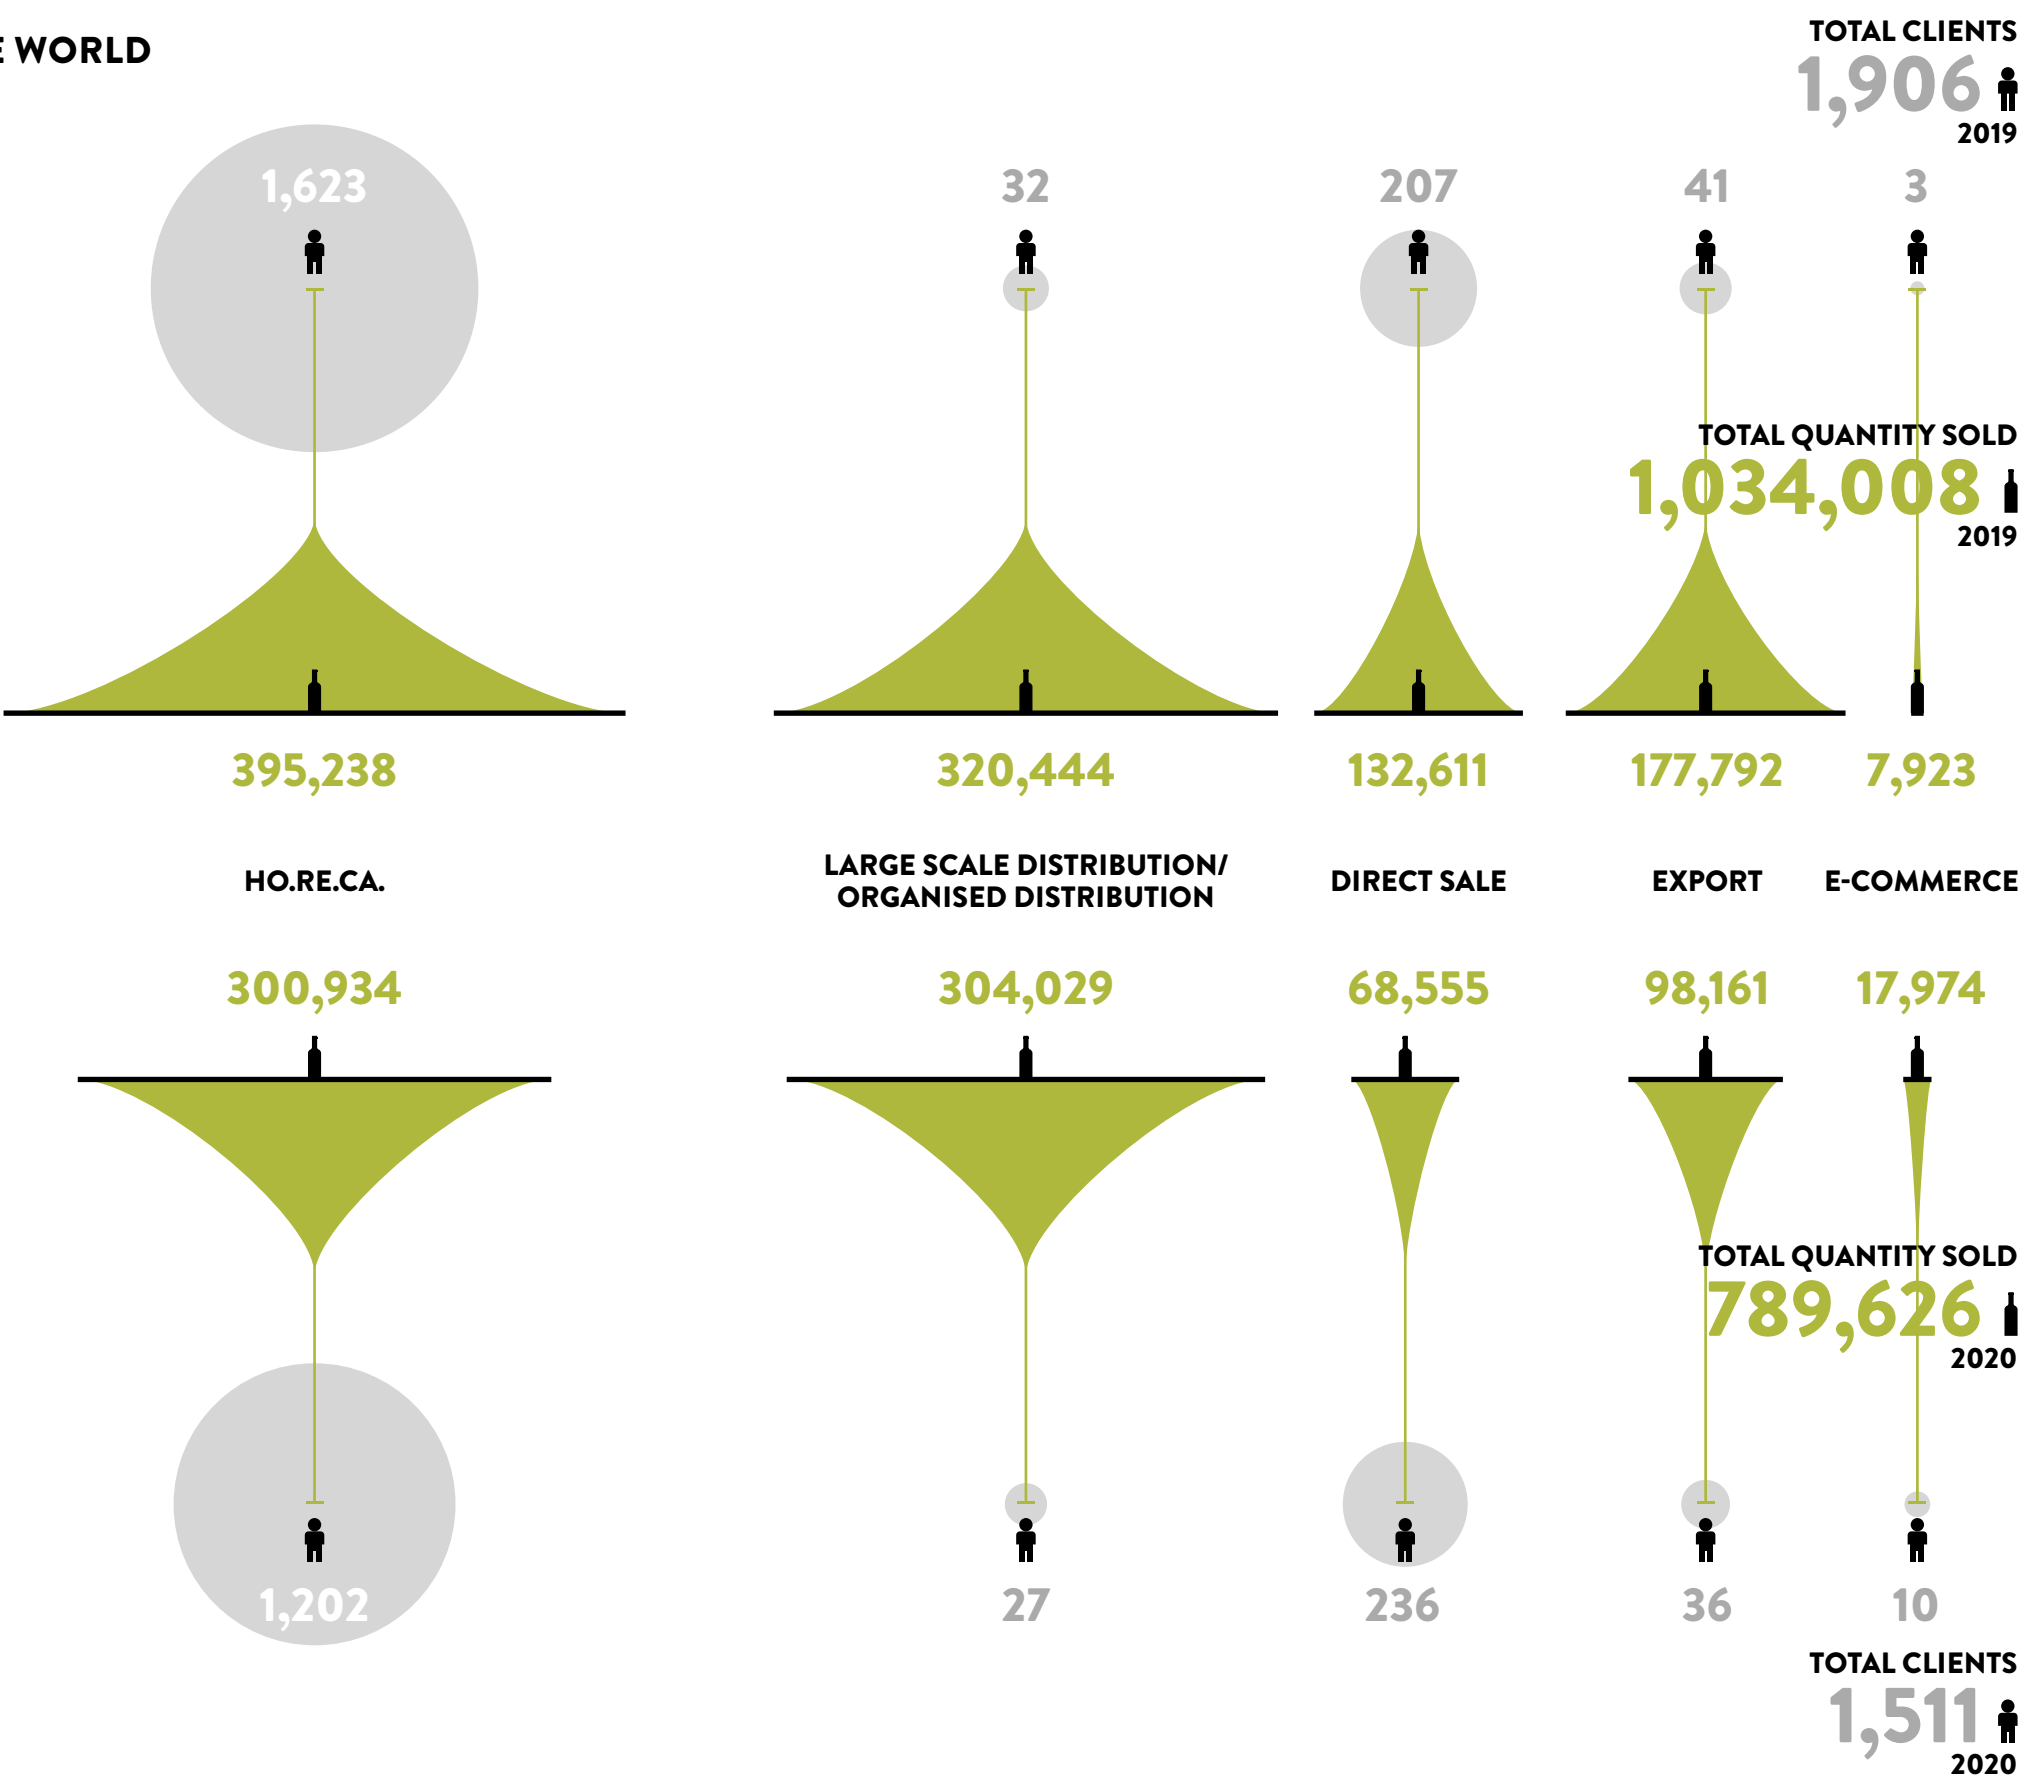 E WORLD
TOTAL CLIENTS
1,906
2019
1,623
32
207
41
3
TOTAL QUANTITY SOLD
1,034,008
2019
395,238
320,444
132,611
177,792
7,923
HO.RE.CA.
LARGE SCALE DISTRIBUTION/
ORGANISED DISTRIBUTION
DIRECT SALE
EXPORT
E-COMMERCE
300,934
304,029
68,555
98,161
17,974
TOTAL QUANTITY SOLD
789,626
2020
1,202
27
236
36
10
TOTAL CLIENTS
1,511
2020